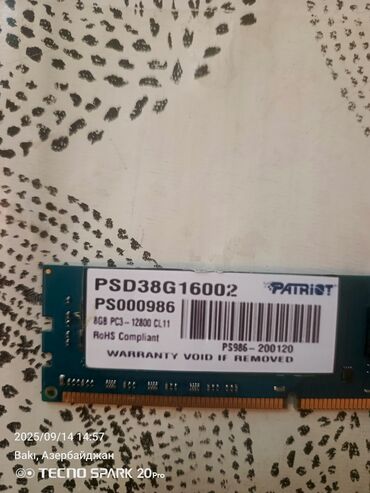 PSD38G16002
PATRIOT
PS000986
8GB PC3-12800 CL11
RoHS Compliant
PS986-200120
WARRANTY VOID IF REMOVED
2025/09/14 14:57
Bakı, Азербайджан
TECNO SPARK 20Pro